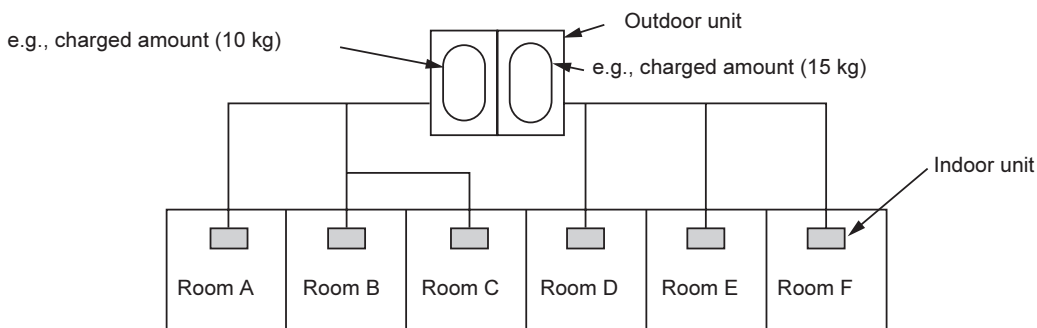 Outdoor unit
e.g., charged amount (10 kg)
e.g., charged amount (15 kg)
Indoor unit
Room A
Room B
Room C
Room D
Room E
Room F